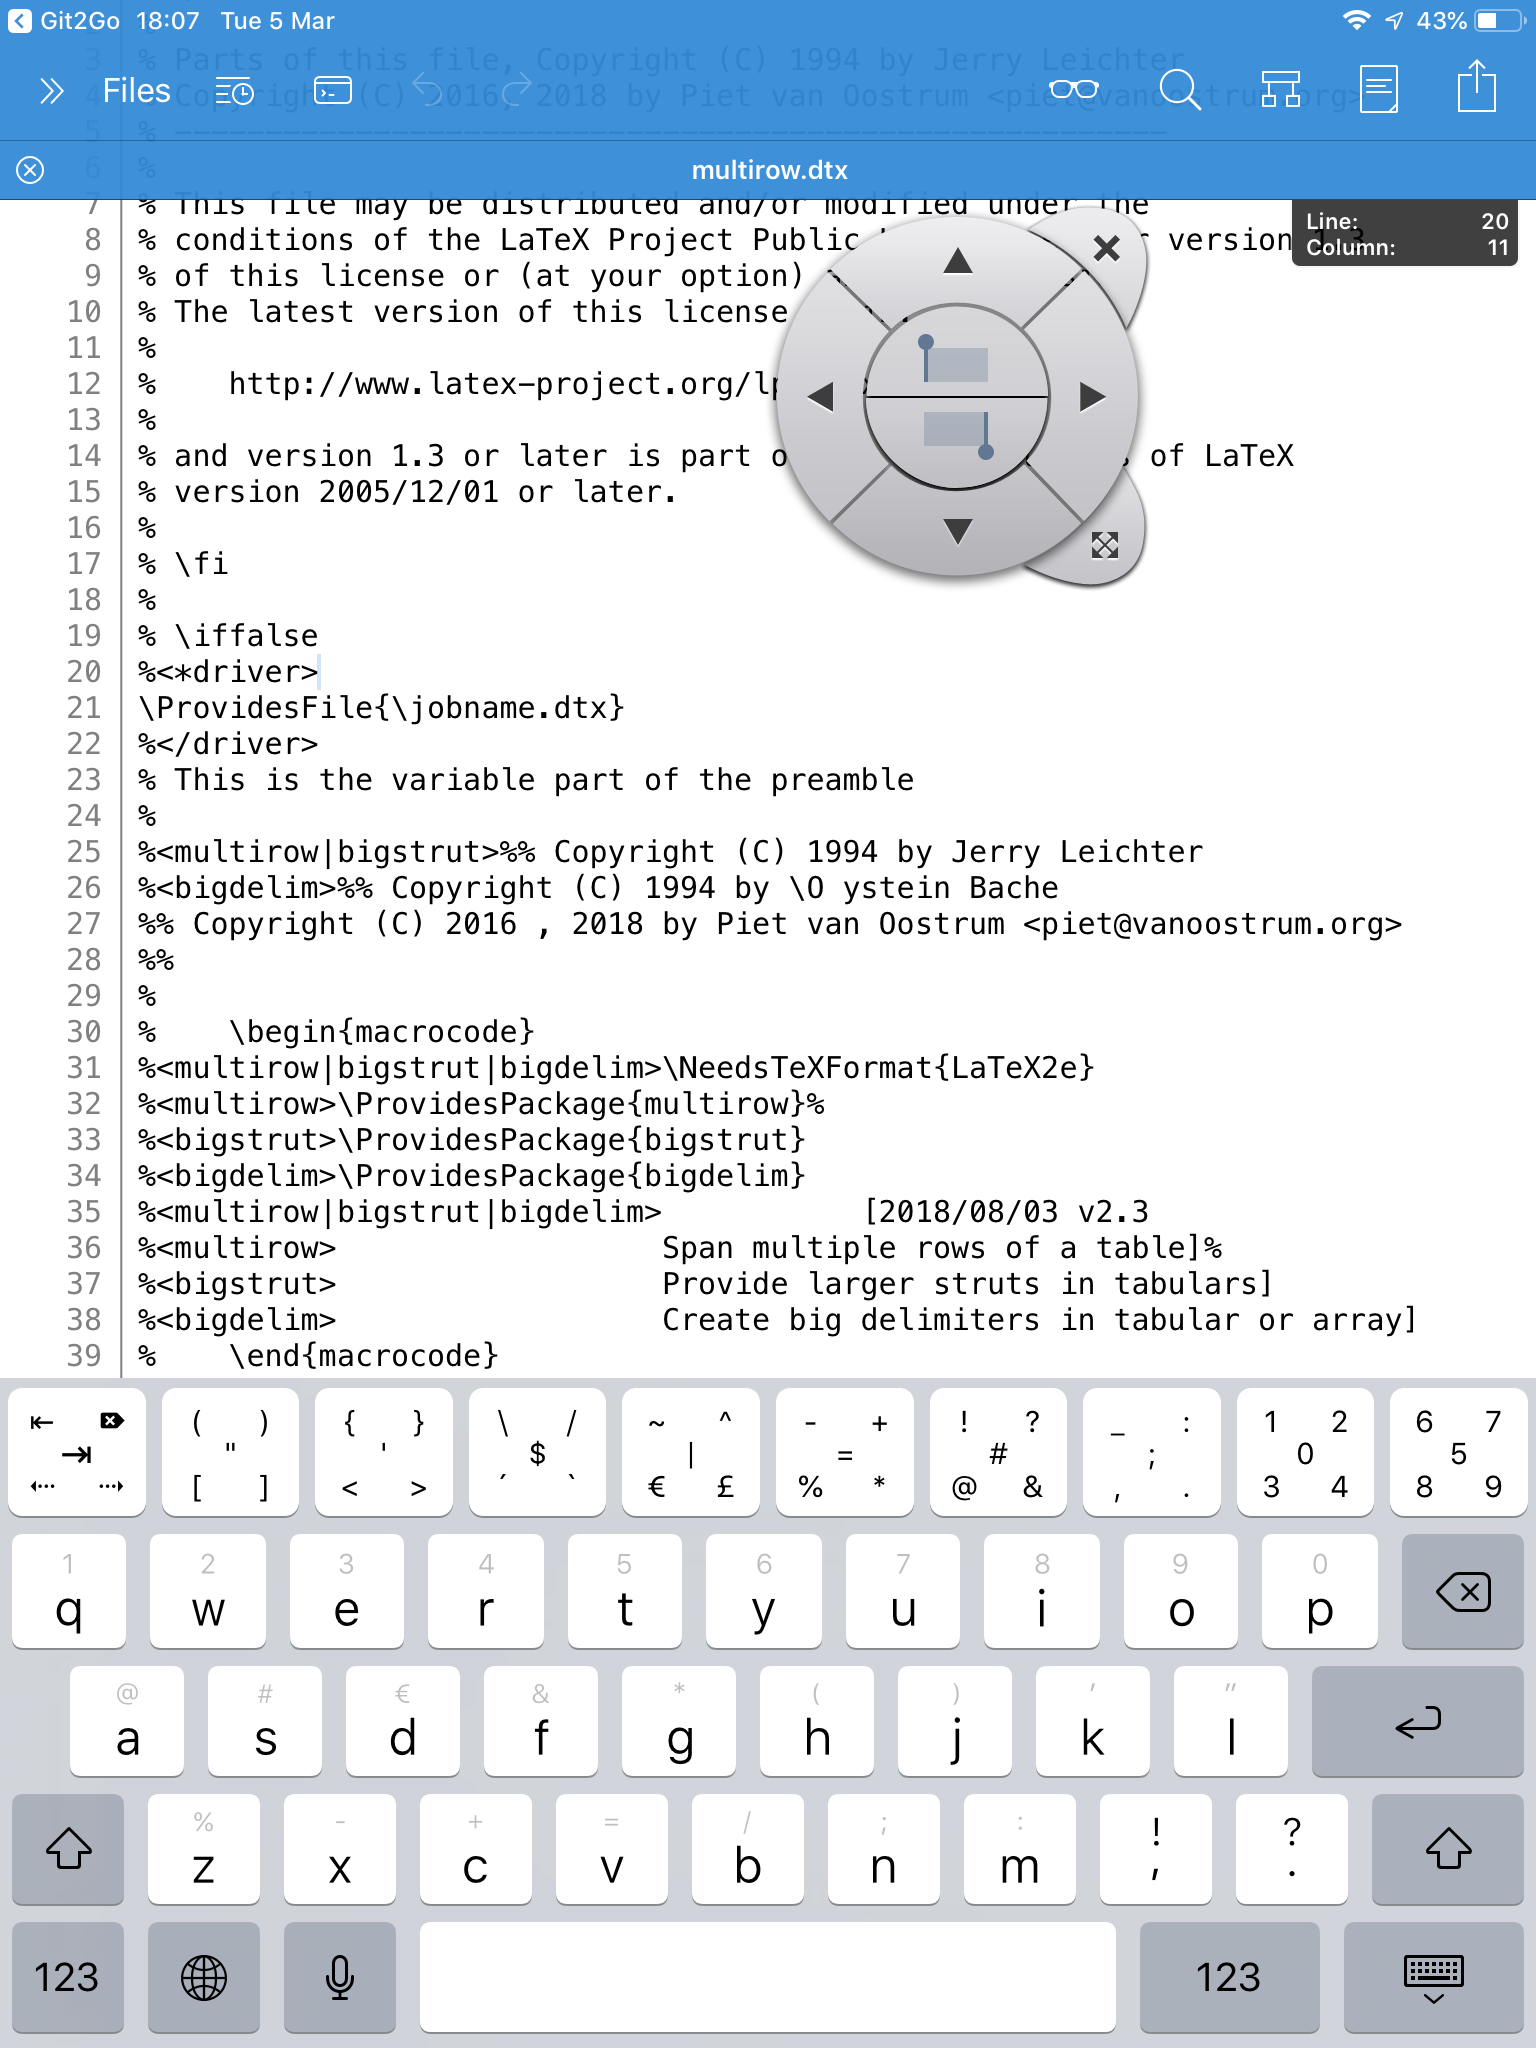 Git2Go 18:07 Tue 5 Mar 43%
3 % Parts of this file, Copyright (C) 1994 by Jerry Leichter
Files
4 % Copyright (C) 2016, 2018 by Piet van Oostrum <piet@vanoostrum.org>
5 % -------------------------------------------------------
6 %
multirow.dtx
Line: 20
Column: 11
7 % This file may be distributed and/or modified under the
8 % conditions of the LaTeX Project Public version 1.3
9 % of this license or (at your option)
10 % The latest version of this license
11 %
12 % http://www.latex-project.org/
13 %
14 % and version 1.3 or later is part of LaTeX
15 % version 2005/12/01 or later.
16 %
17 % \fi
18 %
19 % \iffalse
20 %<*driver>
21 \ProvidesFile{\jobname.dtx}
22 %</driver>
23 % This is the variable part of the preamble
24 %
25 %<multirow|bigstrut>%% Copyright (C) 1994 by Jerry Leichter
26 %<bigdelim>%% Copyright (C) 1994 by \O ystein Bache
27 %% Copyright (C) 2016 , 2018 by Piet van Oostrum <piet@vanoostrum.org>
28 %%
29 %
30 %    \begin{macrocode}
31 %<multirow|bigstrut|bigdelim>\NeedsTeXFormat{LaTeX2e}
32 %<multirow>\ProvidesPackage{multirow}%
33 %<bigstrut>\ProvidesPackage{bigstrut}
34 %<bigdelim>\ProvidesPackage{bigdelim}
35 %<multirow|bigstrut|bigdelim>           [2018/08/03 v2.3
36 %<multirow>                  Span multiple rows of a table]%
37 %<bigstrut>                  Provide larger struts in tabulars]
38 %<bigdelim>                  Create big delimiters in tabular or array]
39 %    \end{macrocode}
( ) { } \ / ~ ^ - + ! ? _ : 1 2 6 7
" ' $ | = # ; 0 5
[ ] < > ´ ` € £ % * @ & , . 3 4 8 9
1 2 3 4 5 6 7 8 9 0
q w e r t y u i o p
@ # € & * ( ) ' "
a s d f g h j k l
% - + = / ; : ! ?
z x c v b n m , .
123 123